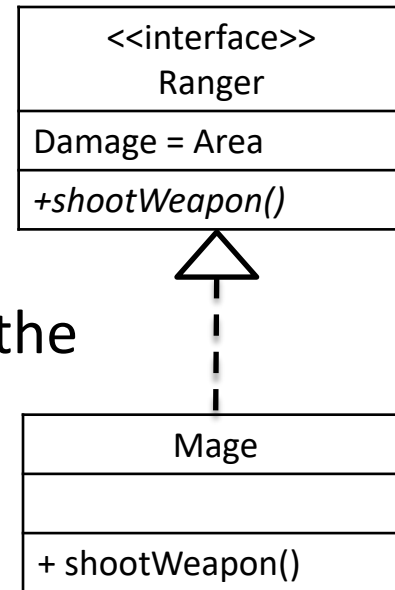 <<interface>>
Ranger
Damage = Area
+shootWeapon()
the
Mage
+ shootWeapon()